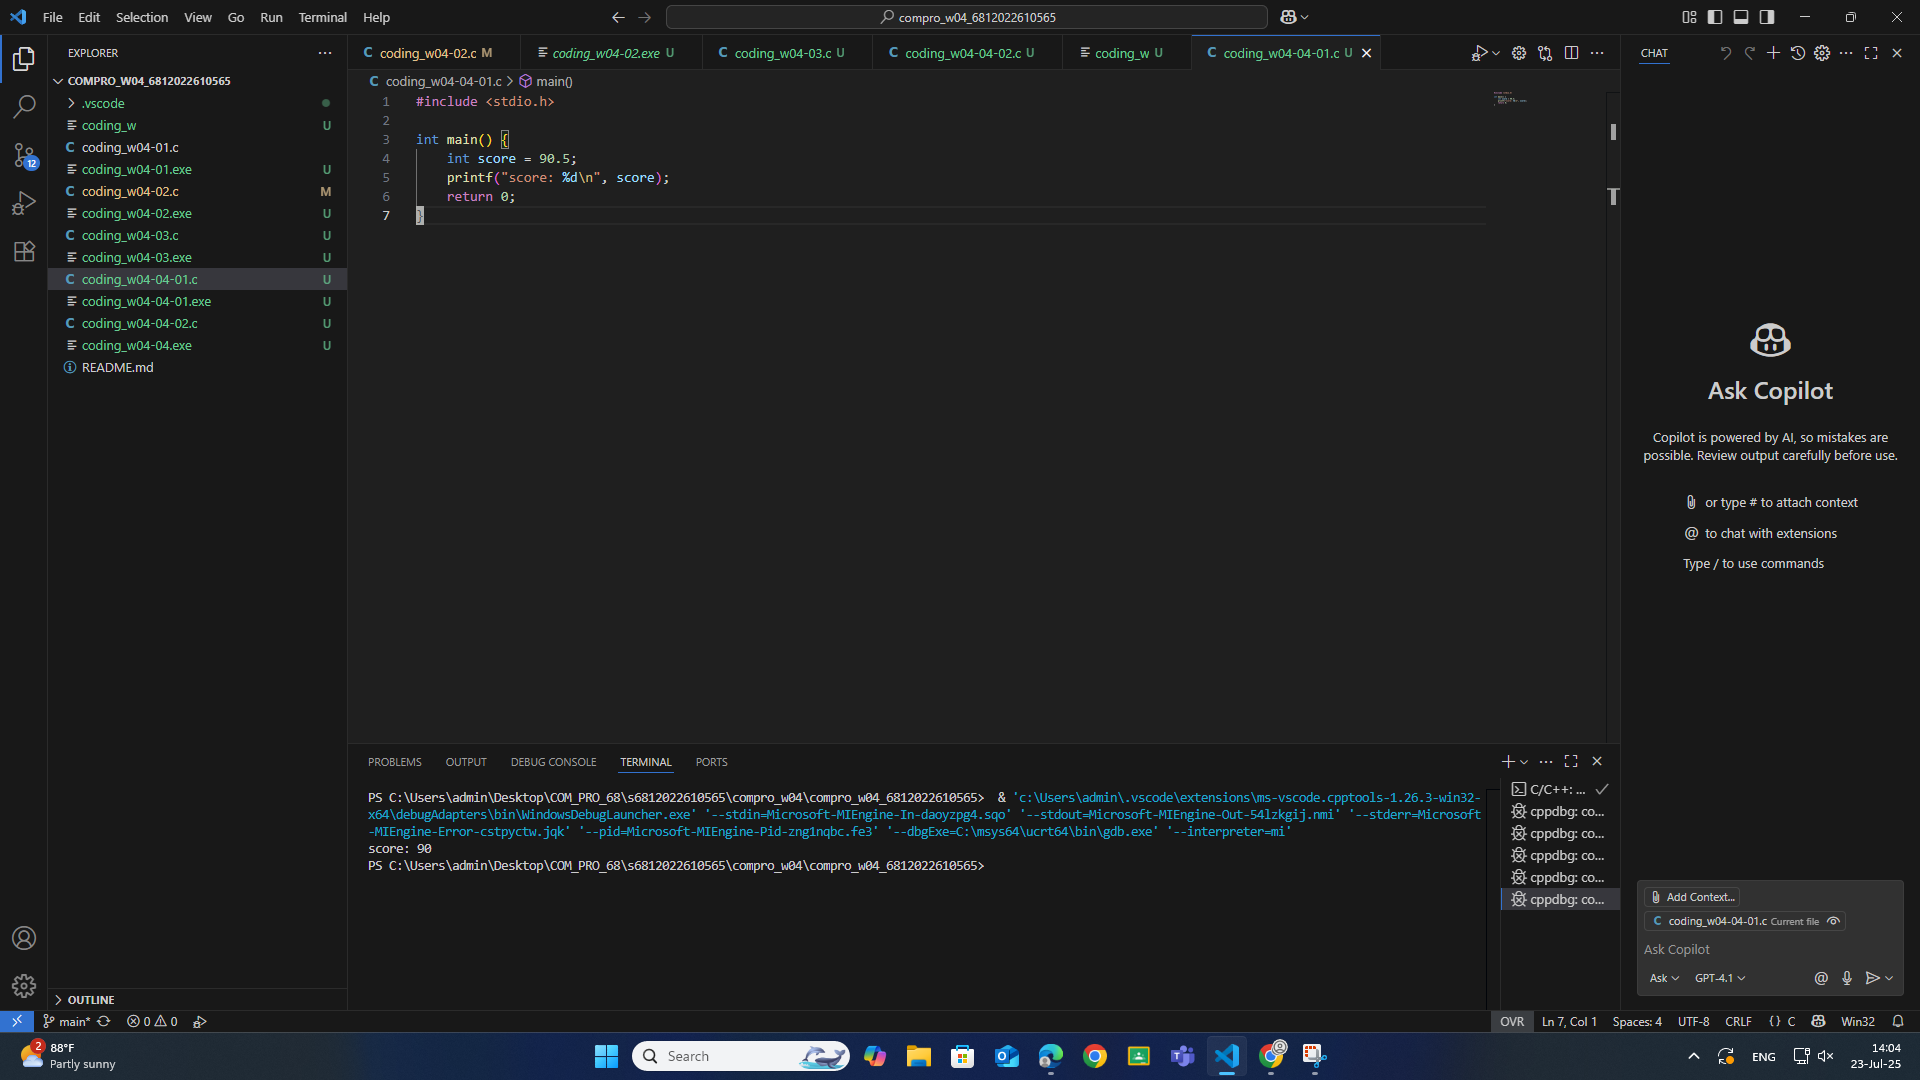 File Edit Selection View Go Run Terminal Help
compro_w04_6812022610565
EXPLORER
COMPRO_W04_6812022610565
.vscode
coding_w U
coding_w04-01.c
coding_w04-01.exe U
coding_w04-02.c M
coding_w04-02.exe U
coding_w04-03.c U
coding_w04-03.exe U
coding_w04-04-01.c U
coding_w04-04-01.exe U
coding_w04-04-02.c U
coding_w04-04.exe U
README.md
OUTLINE
12
coding_w04-02.c M coding_w04-02.exe U coding_w04-03.c U coding_w04-04-02.c U coding_w U coding_w04-04-01.c U
coding_w04-04-01.c > main()
1 #include <stdio.h>
2
3 int main() {
4 int score = 90.5;
5 printf("score: %d\n", score);
6 return 0;
7 }
PROBLEMS OUTPUT DEBUG CONSOLE TERMINAL PORTS
PS C:\Users\admin\Desktop\COM_PRO_68\s6812022610565\compro_w04\compro_w04_6812022610565> & 'c:\Users\admin\.vscode\extensions\ms-vscode.cpptools-1.26.3-win32-
x64\debugAdapters\bin\WindowsDebugLauncher.exe' '--stdin=Microsoft-MIEngine-In-daoyzpg4.sqo' '--stdout=Microsoft-MIEngine-Out-54lzkgij.nmi' '--stderr=Microsoft
-MIEngine-Error-cstpyctw.jqk' '--pid=Microsoft-MIEngine-Pid-zng1nqbc.fe3' '--dbgExe=C:\msys64\ucrt64\bin\gdb.exe' '--interpreter=mi'
score: 90
PS C:\Users\admin\Desktop\COM_PRO_68\s6812022610565\compro_w04\compro_w04_6812022610565>
C/C++: ...
cppdbg: co...
cppdbg: co...
cppdbg: co...
cppdbg: co...
cppdbg: co...
CHAT
Ask Copilot
Copilot is powered by AI, so mistakes are
possible. Review output carefully before use.
or type # to attach context
@ to chat with extensions
Type / to use commands
Add Context...
coding_w04-04-01.c Current file
Ask Copilot
Ask GPT-4.1
main* 0 0
OVR Ln 7, Col 1 Spaces: 4 UTF-8 CRLF {} C Win32
2
88°F
Partly sunny
Search
ENG
14:04
23-Jul-25